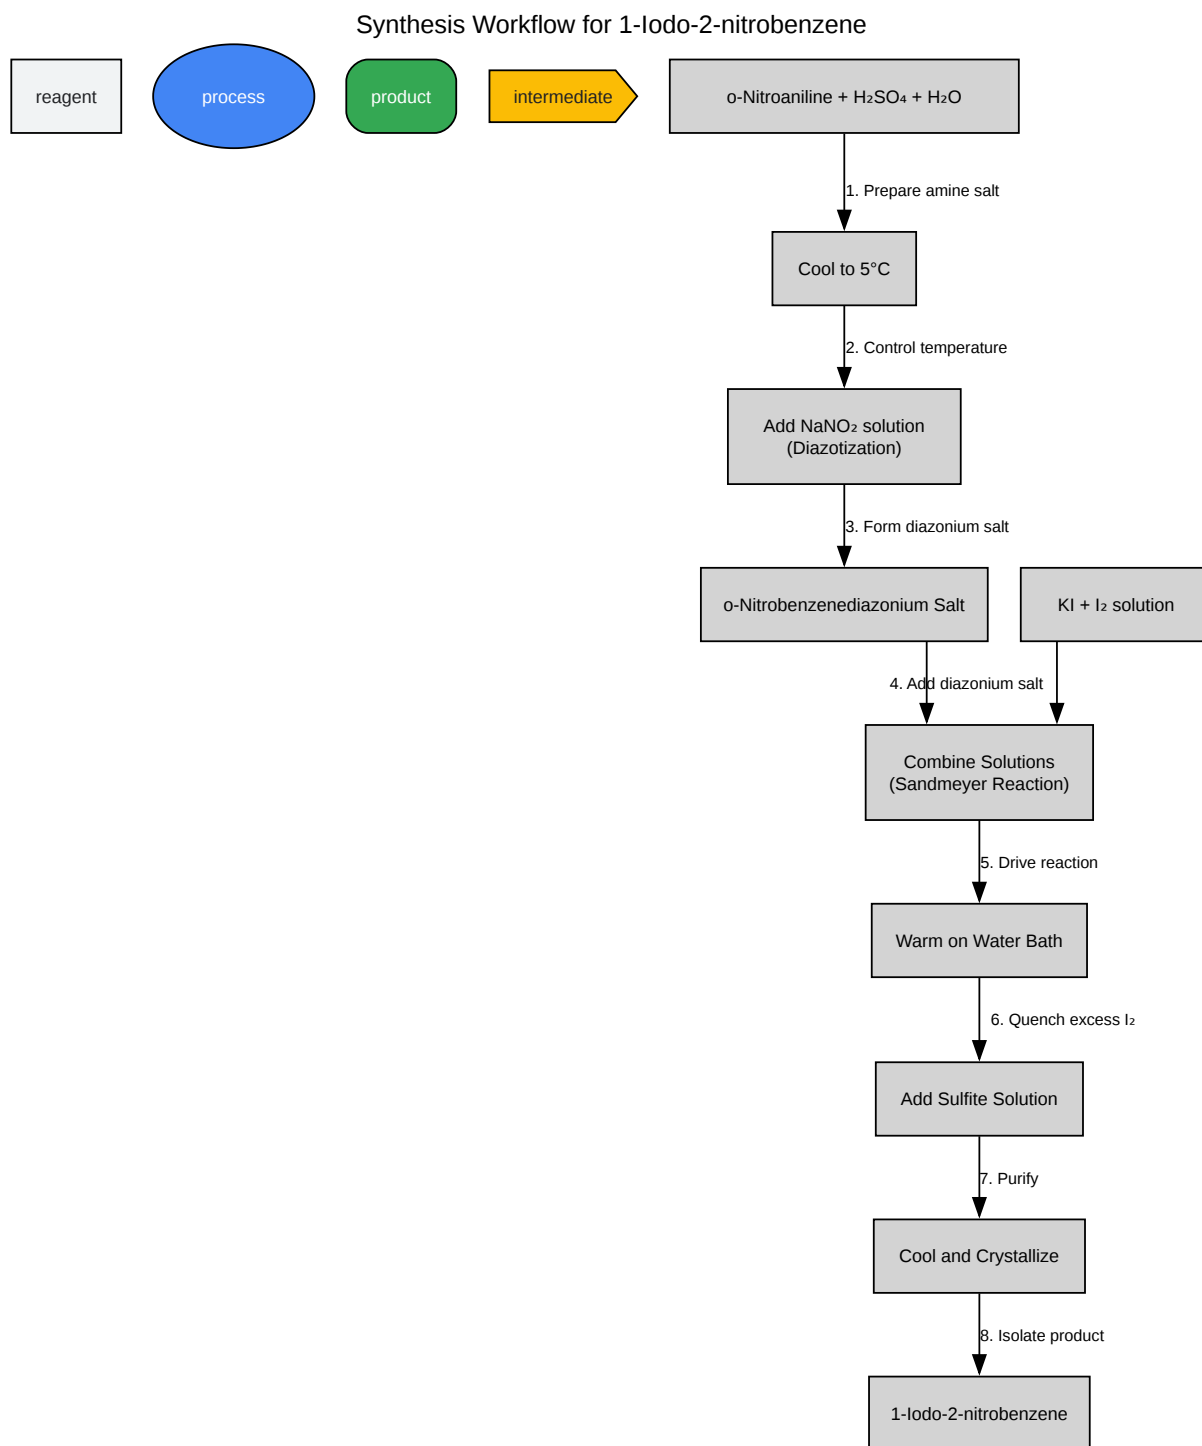 Synthesis Workflow for 1-Iodo-2-nitrobenzene
reagent
process
product
intermediate
o-Nitroaniline + H₂SO₄ + H₂O
1. Prepare amine salt
Cool to 5°C
2. Control temperature
Add NaNO₂ solution
(Diazotization)
3. Form diazonium salt
o-Nitrobenzenediazonium Salt
KI + I₂ solution
4. Add diazonium salt
Combine Solutions
(Sandmeyer Reaction)
5. Drive reaction
Warm on Water Bath
6. Quench excess I₂
Add Sulfite Solution
7. Purify
Cool and Crystallize
8. Isolate product
1-Iodo-2-nitrobenzene